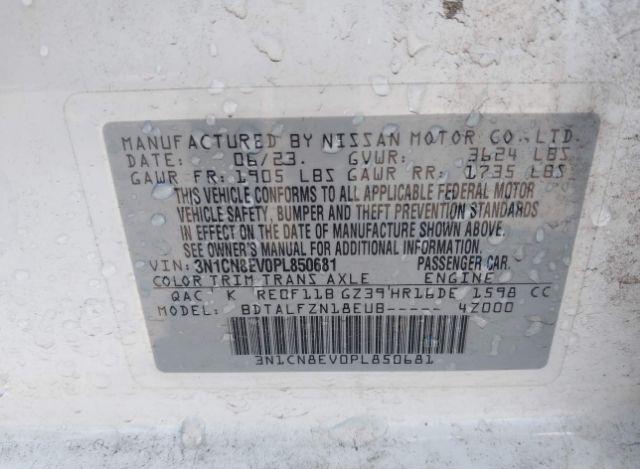 MANUFACTURED BY NISSAN MOTOR CO., LTD.
DATE: 06/23. GVWR: 3624 LBS
GAWR FR: 1905 LBS GAWR RR: 1735 LBS
THIS VEHICLE CONFORMS TO ALL APPLICABLE FEDERAL MOTOR
VEHICLE SAFETY, BUMPER AND THEFT PREVENTION STANDARDS
IN EFFECT ON THE DATE OF MANUFACTURE SHOWN ABOVE.
SEE OWNER'S MANUAL FOR ADDITIONAL INFORMATION.
VIN: 3N1CN8EV0PL850681 PASSENGER CAR.
COLOR TRIM TRANS AXLE ENGINE
QAC K RE0F11B GZ39 HR16DE 1598 CC
MODEL: BDTALFZN18EUB----- 4Z000
3N1CN8EV0PL850681